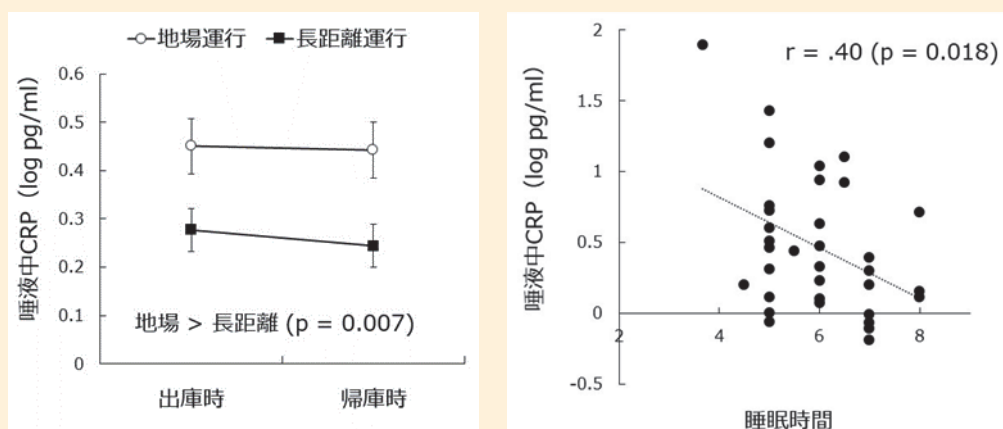 地場運行 長距離運行
唾液中CRP (log pg/ml)
0.6
0.5
0.4
0.3
0.2
0.1
0
地場 > 長距離 (p = 0.007)
出庫時 帰庫時
唾液中CRP (log pg/ml)
r = .40 (p = 0.018)
2
1.5
1
0.5
0
-0.5
2 4 6 8
睡眠時間